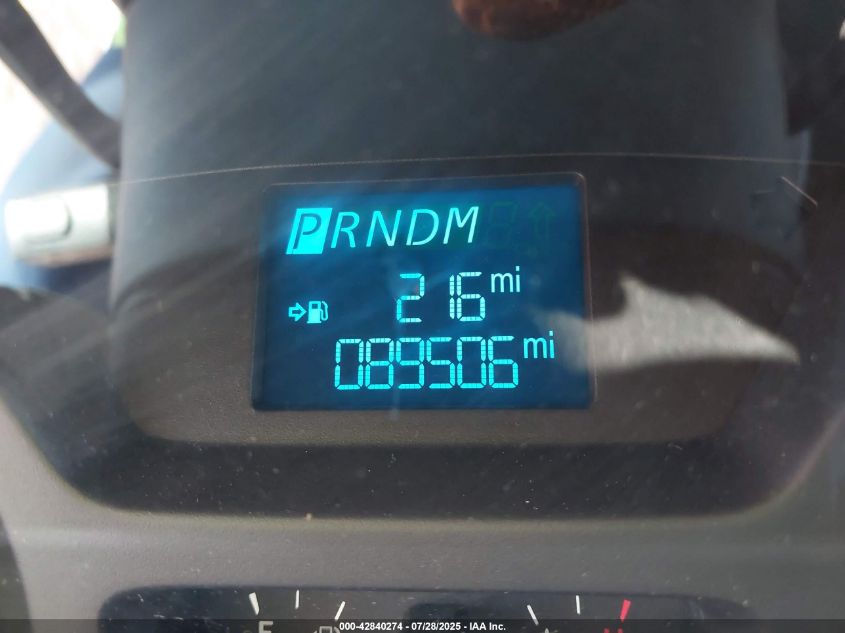 PRNDM
216 mi
089506 mi
F
H
000-42840274 - 07/28/2025 - IAA Inc.